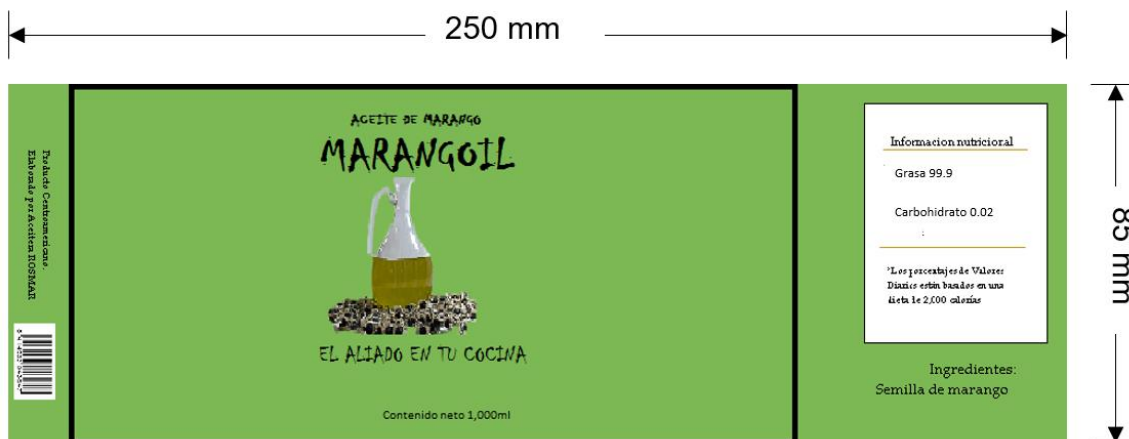 250 mm
Producto Centroamericano.
Elaborado por Aceitera ROSMAR
ACEITE DE MARANGO
MARANGOIL
EL ALIADO EN TU COCINA
Contenido neto 1,000ml
Informacion nutricional
Grasa 99.9
Carbohidrato 0.02
*Los porcentajes de Valores
Diarios están basados en una
dieta de 2,000 calorías
Ingredientes:
Semilla de marango
85 mm